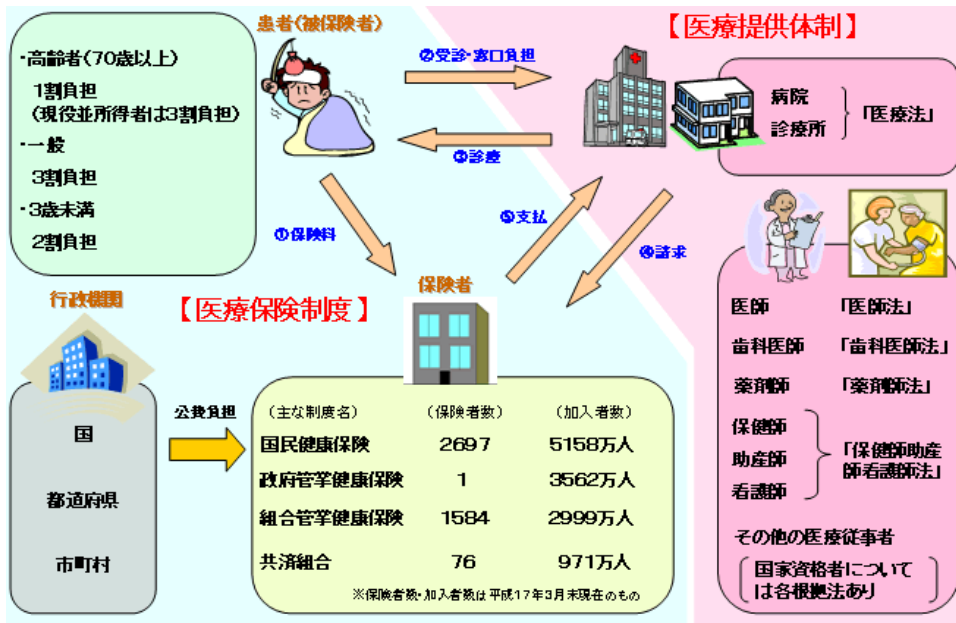 患者(被保険者)
【医療提供体制】
・高齢者(70歳以上)
1割負担
(現役並所得者は3割負担)
・一般
3割負担
・3歳未満
2割負担
②受診・窓口負担
③診療
①保険料
⑤支払
④請求
病院
診療所
「医療法」
行政機関
【医療保険制度】
保険者
国
都道府県
市町村
公費負担
(主な制度名) (保険者数) (加入者数)
国民健康保険 2697 5158万人
政府管掌健康保険 1 3562万人
組合管掌健康保険 1584 2999万人
共済組合 76 971万人
※保険者数・加入者数は平成17年3月末現在のもの
医師 「医師法」
歯科医師 「歯科医師法」
薬剤師 「薬剤師法」
保健師
助産師
看護師
「保健師助産
師看護師法」
その他の医療従事者
国家資格者について
は各根拠法あり